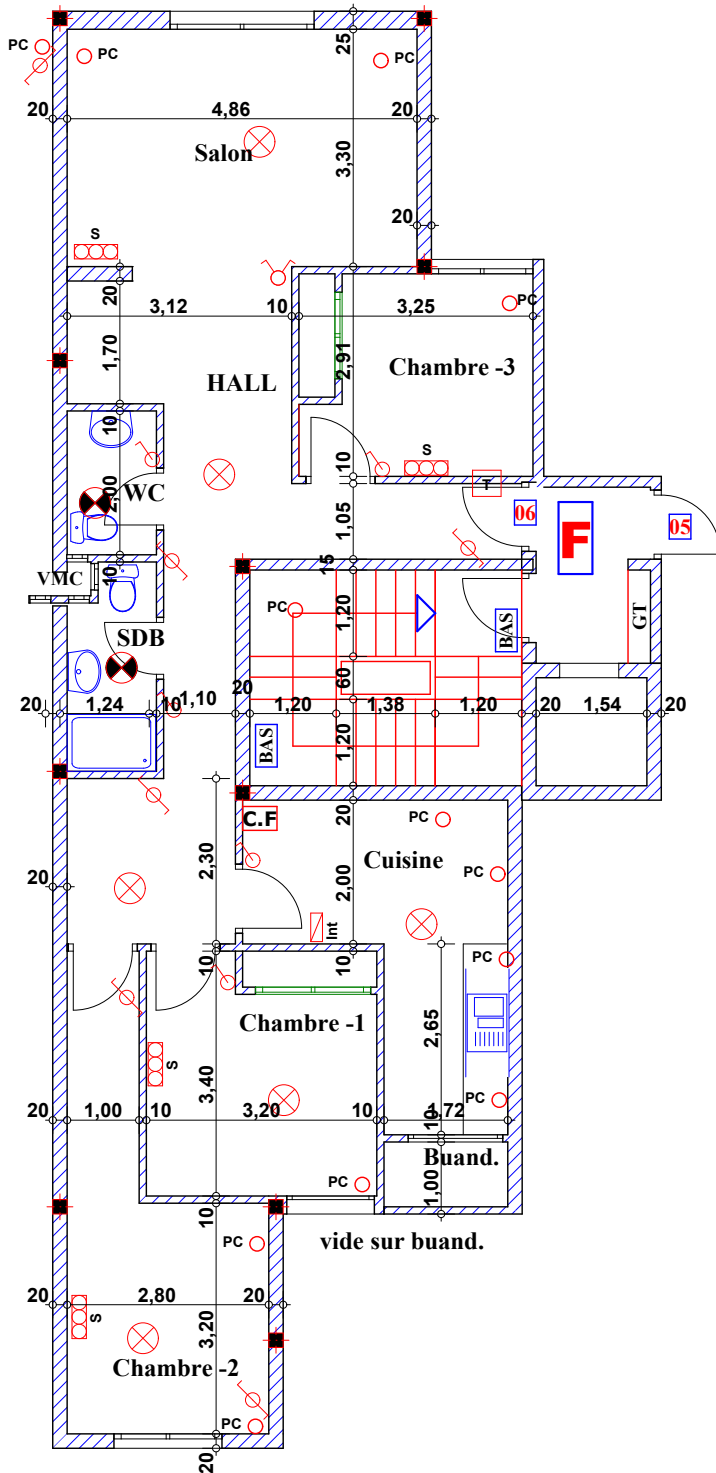 25
PC
PC
PC
20
4,86
20
Salon
3,30
20
S
20
3,12
10
3,25
PC
1,70
2,91
HALL
Chambre -3
10
S
10
WC
2,00
T
06
F
05
1,05
15
VMC
10
SDB
PC
1,20
BAS
GT
60
20
1,24
10
1,10
20
1,20
1,38
1,20
20
1,54
20
BAS
1,20
C.F
20
PC
2,30
Cuisine
20
2,00
PC
Int
10
10
PC
Chambre -1
2,65
S
3,40
PC
20
1,00
10
3,20
10
1,72
10
Buand.
PC
1,00
10
PC
vide sur buand.
20
2,80
20
S
3,20
Chambre -2
PC
20